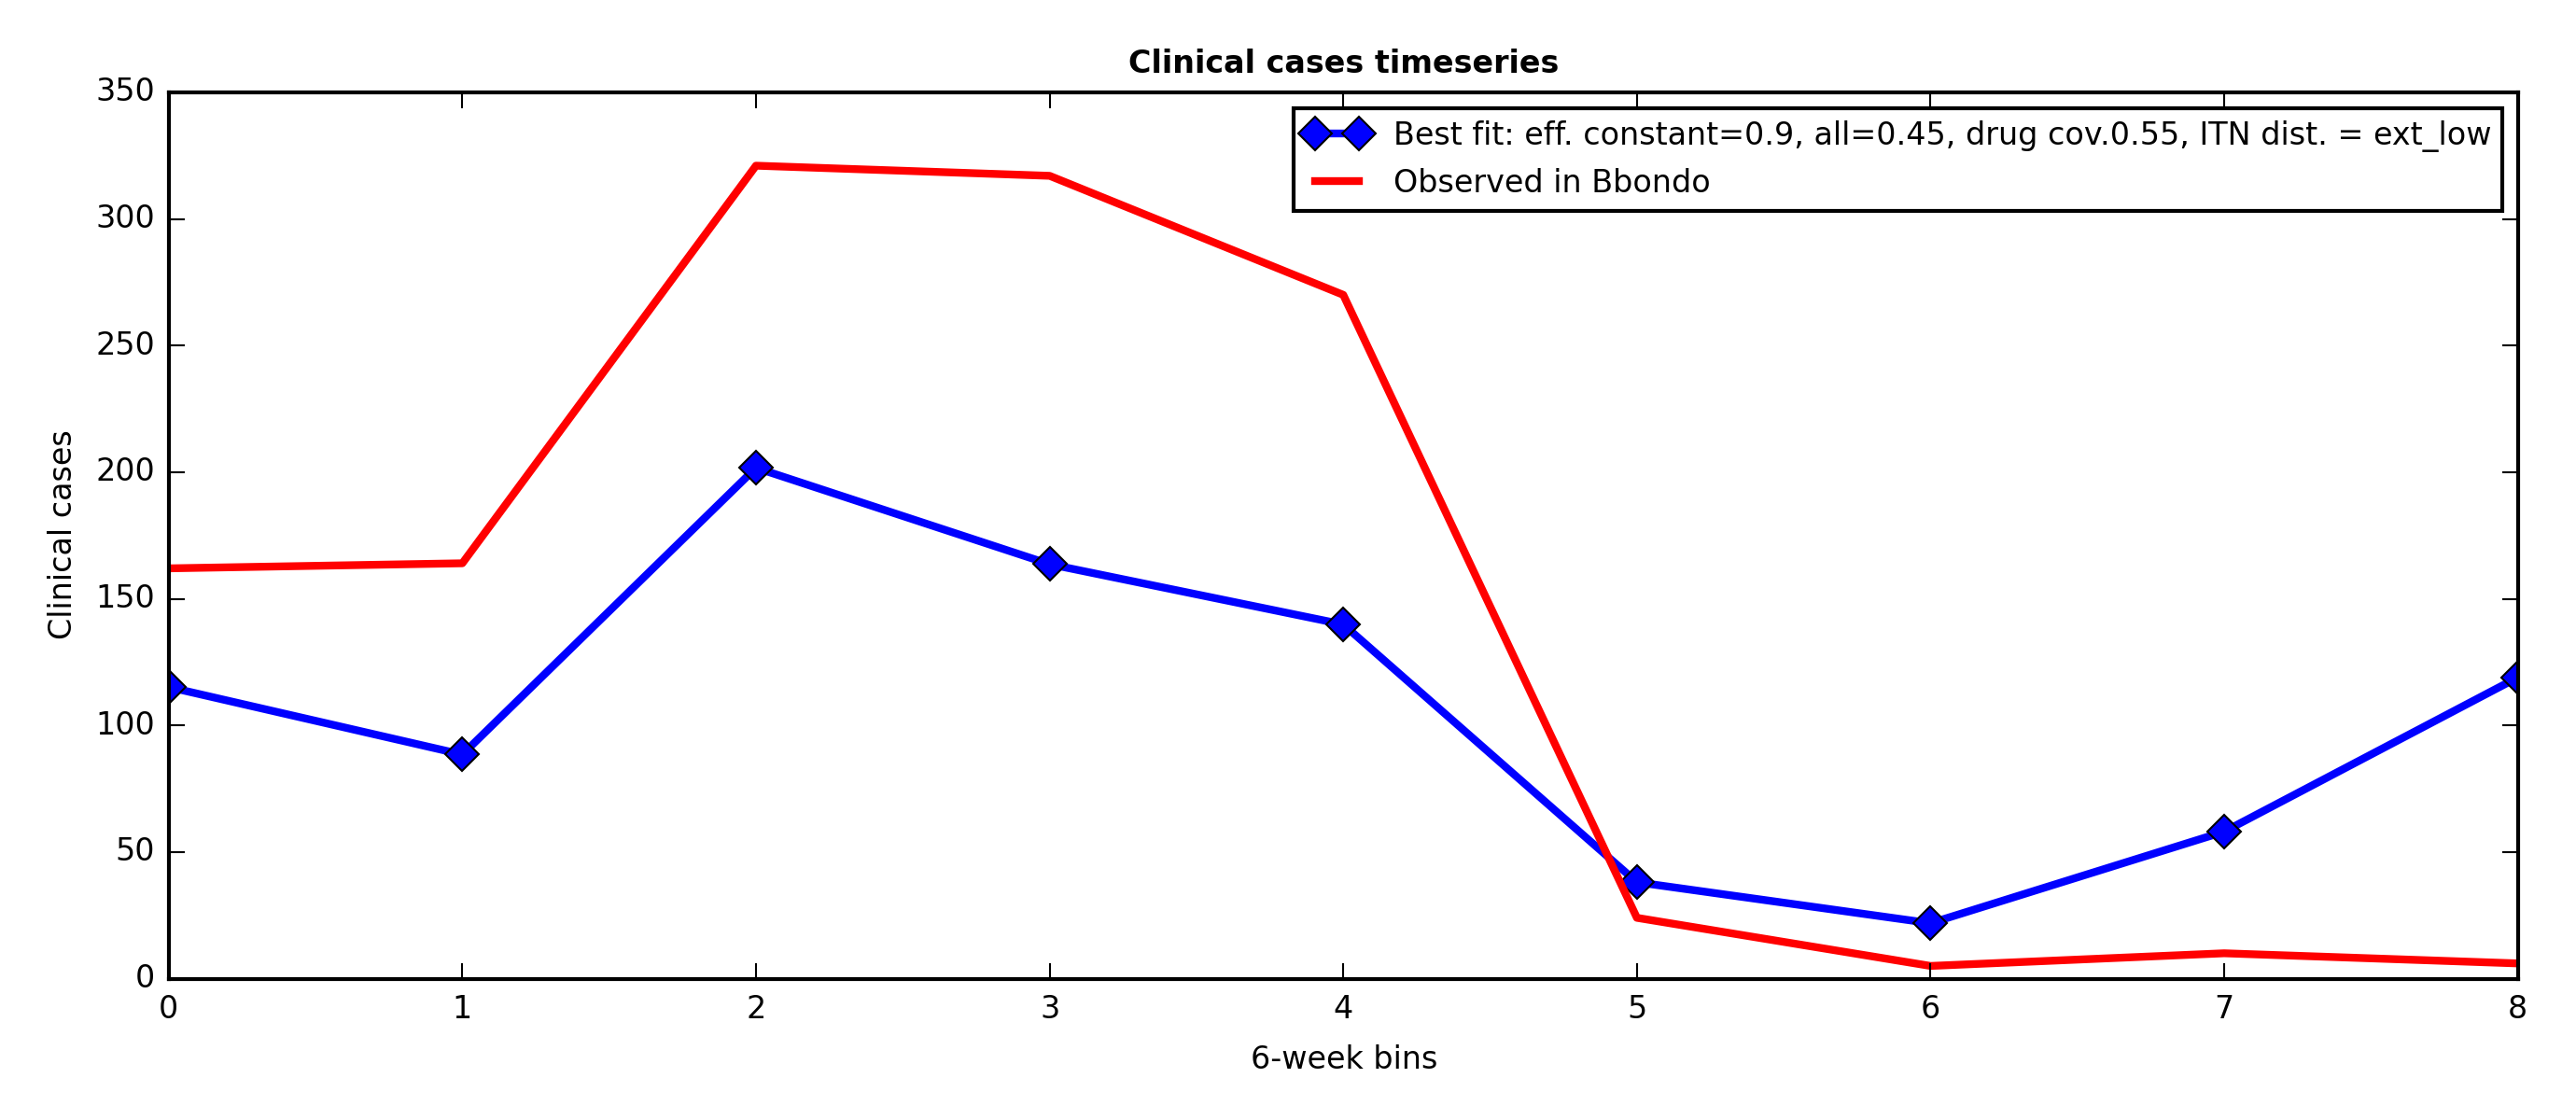 Clinical cases timeseries
350
300
250
200
150
100
50
0
Clinical cases
Best fit: eff. constant=0.9, all=0.45, drug cov.0.55, ITN dist. = ext_low
Observed in Bbondo
0 1 2 3 4 5 6 7 8
6-week bins